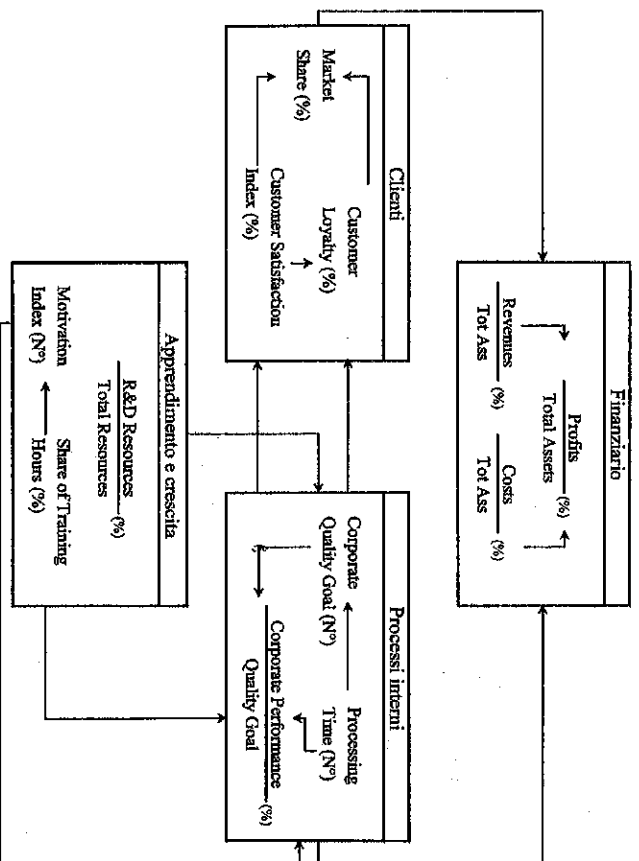 Finanziario
Profits
Total Assets
(%)
Revenues
Tot Ass
(%)
Costs
Tot Ass
(%)
Clienti
Customer
Loyalty (%)
Market
Share (%)
Customer Satisfaction
Index (%)
Processi interni
Corporate
Quality Goal (N°)
Processing
Time (N°)
Corporate Performance
Quality Goal
(%)
Apprendimento e crescita
R&D Resources
Total Resources
(%)
Motivation
Index (N°)
Share of Training
Hours (%)